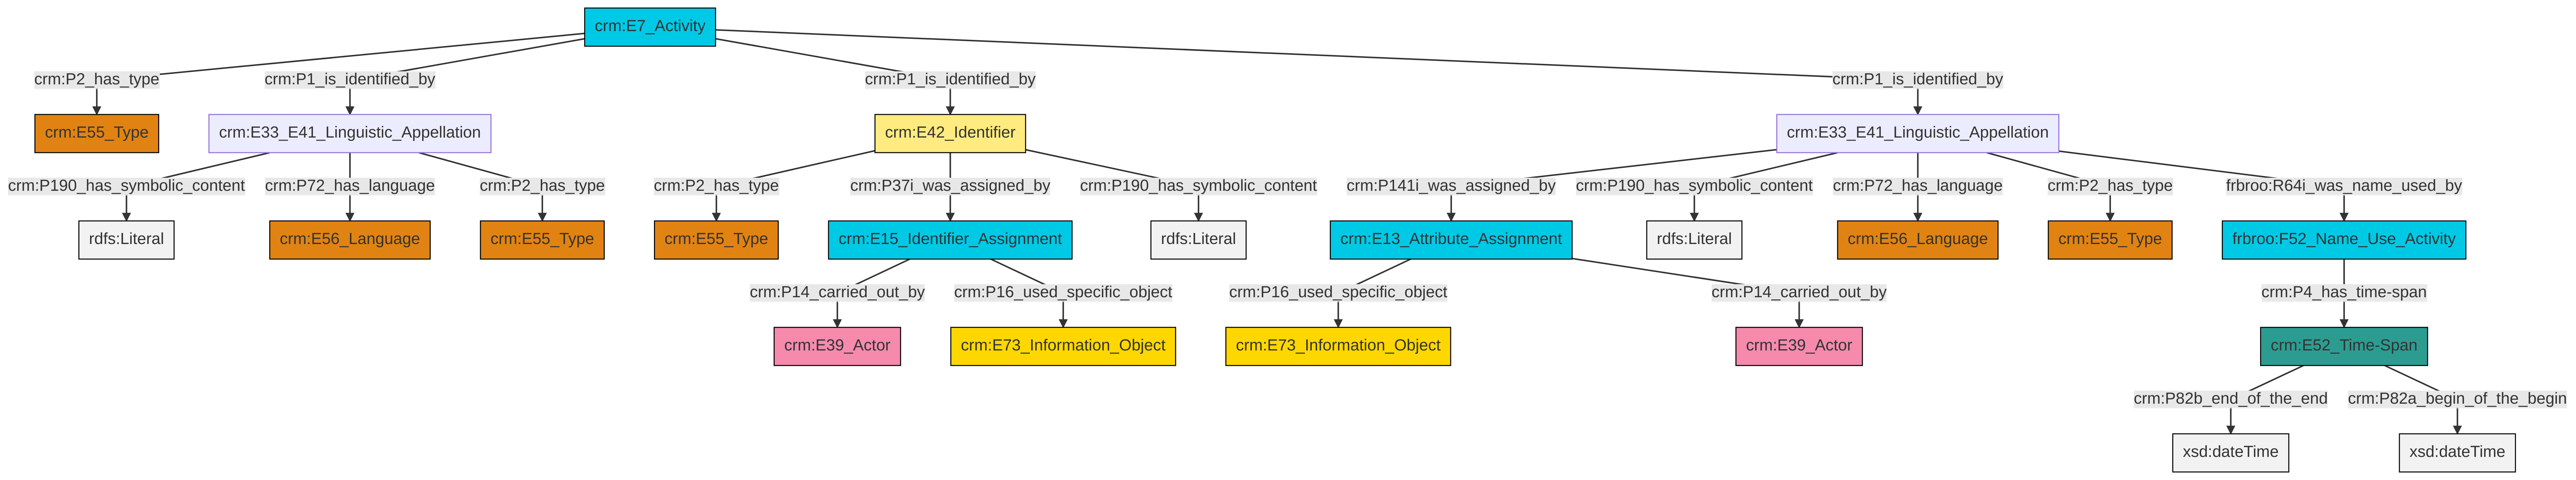 crm:E7_Activity
crm:P2_has_type
crm:P1_is_identified_by
crm:P1_is_identified_by
crm:P1_is_identified_by
crm:E55_Type
crm:E33_E41_Linguistic_Appellation
crm:E42_Identifier
crm:E33_E41_Linguistic_Appellation
crm:P190_has_symbolic_content
crm:P72_has_language
crm:P2_has_type
crm:P2_has_type
crm:P37i_was_assigned_by
crm:P190_has_symbolic_content
crm:P141i_was_assigned_by
crm:P190_has_symbolic_content
crm:P72_has_language
crm:P2_has_type
frbroo:R64i_was_name_used_by
rdfs:Literal
crm:E56_Language
crm:E55_Type
crm:E55_Type
crm:E15_Identifier_Assignment
rdfs:Literal
crm:E13_Attribute_Assignment
rdfs:Literal
crm:E56_Language
crm:E55_Type
frbroo:F52_Name_Use_Activity
crm:P14_carried_out_by
crm:P16_used_specific_object
crm:P16_used_specific_object
crm:P14_carried_out_by
crm:P4_has_time-span
crm:E39_Actor
crm:E73_Information_Object
crm:E73_Information_Object
crm:E39_Actor
crm:E52_Time-Span
crm:P82b_end_of_the_end
crm:P82a_begin_of_the_begin
xsd:dateTime
xsd:dateTime